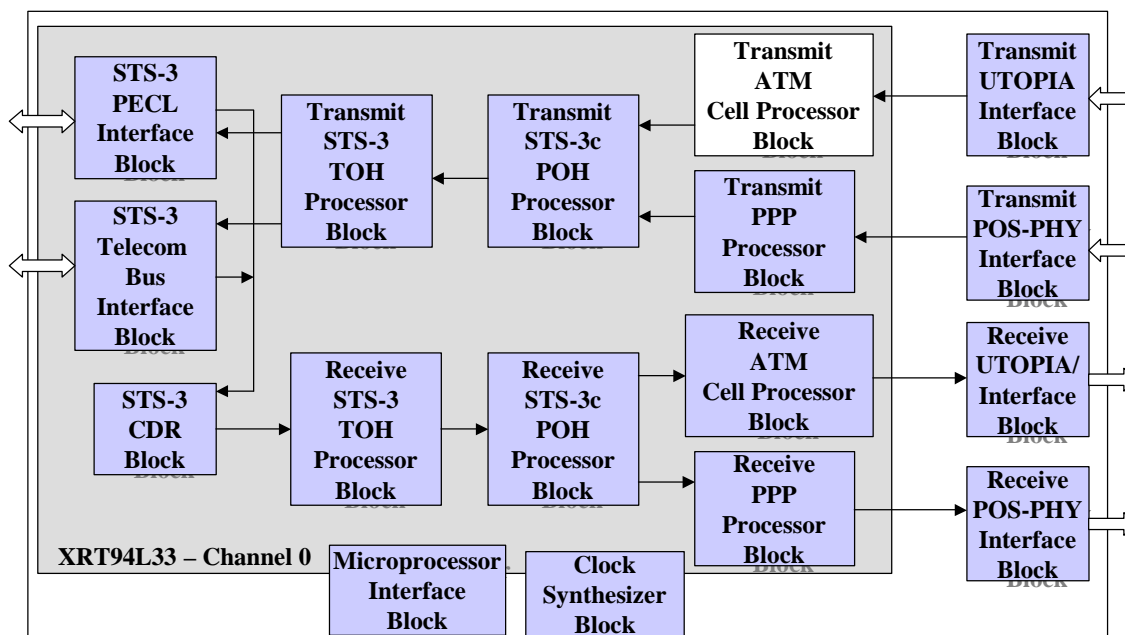 STS-3
PECL
Interface
Block
Transmit
STS-3
TOH
Processor
Block
Transmit
STS-3c
POH
Processor
Block
Transmit
ATM
Cell Processor
Block
Transmit
UTOPIA
Interface
Block
STS-3
Telecom
Bus
Interface
Block
Transmit
PPP
Processor
Block
Transmit
POS-PHY
Interface
Block
STS-3
CDR
Block
Receive
STS-3
TOH
Processor
Block
Receive
STS-3c
POH
Processor
Block
Receive
ATM
Cell Processor
Block
Receive
UTOPIA/
Interface
Block
Receive
PPP
Processor
Block
Receive
POS-PHY
Interface
Block
XRT94L33 – Channel 0
Microprocessor
Interface
Block
Clock
Synthesizer
Block